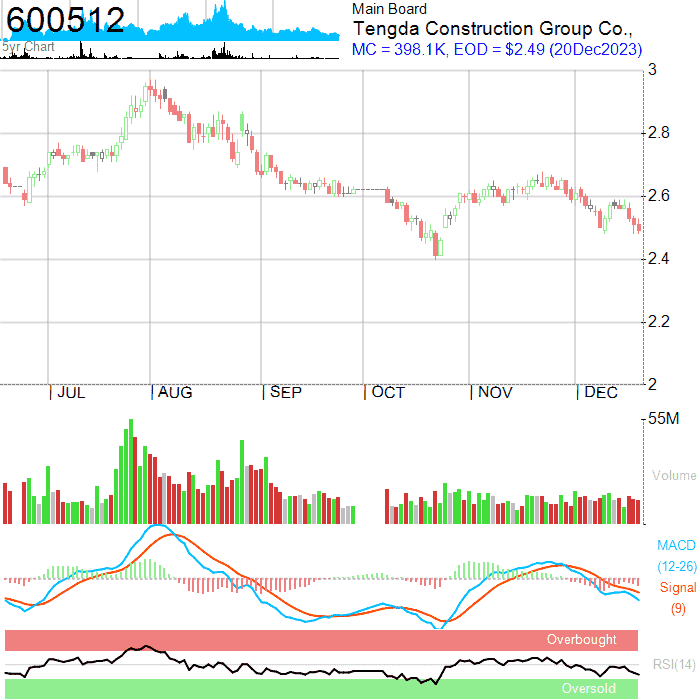 600512
5yr Chart
Main Board
Tengda Construction Group Co.,
MC = 398.1K, EOD = $2.49 (20Dec2023)
3
2.8
2.6
2.4
2.2
2
JUL
AUG
SEP
OCT
NOV
DEC
55M
Volume
MACD
(12-26)
Signal
(9)
Overbought
RSI(14)
Oversold